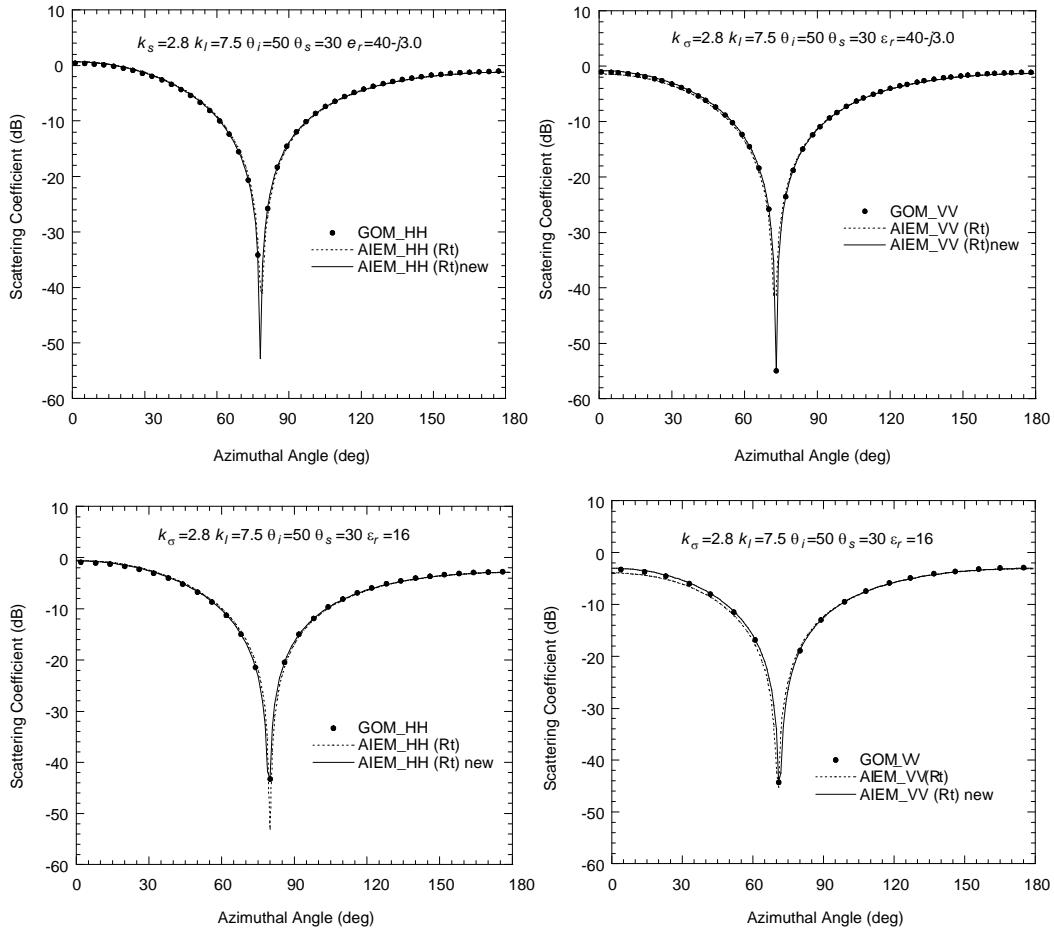 k_s=2.8 k_l=7.5 θ_i=50 θ_s=30 e_r=40-j3.0
10
0
-10
-20
-30
-40
-50
-60
Scattering Coefficient (dB)
GOM_HH
AIEM_HH (Rt)
AIEM_HH (Rt)new
0 30 60 90 120 150 180
Azimuthal Angle (deg)
k_σ=2.8 k_l=7.5 θ_i=50 θ_s=30 ε_r=40-j3.0
10
0
-10
-20
-30
-40
-50
-60
Scatering Coefficient (dB)
GOM_VV
AIEM_VV (Rt)
AIEM_VV (Rt)new
0 30 60 90 120 150 180
Azimuthal Angle (deg)
k_σ=2.8 k_l=7.5 θ_i=50 θ_s=30 ε_r=16
10
0
-10
-20
-30
-40
-50
-60
Scattering Coefficient (dB)
GOM_HH
AIEM_HH (Rt)
AIEM_HH (Rt) new
0 30 60 90 120 150 180
Azimuthal Angle (deg)
k_σ=2.8 k_l=7.5 θ_i=50 θ_s=30 ε_r=16
10
0
-10
-20
-30
-40
-50
-60
Scattering Coefficient (dB)
GOM_VV
AIEM_VV(Rt)
AIEM_VV (Rt) new
0 30 60 90 120 150 180
Azimuthal Angle (deg)